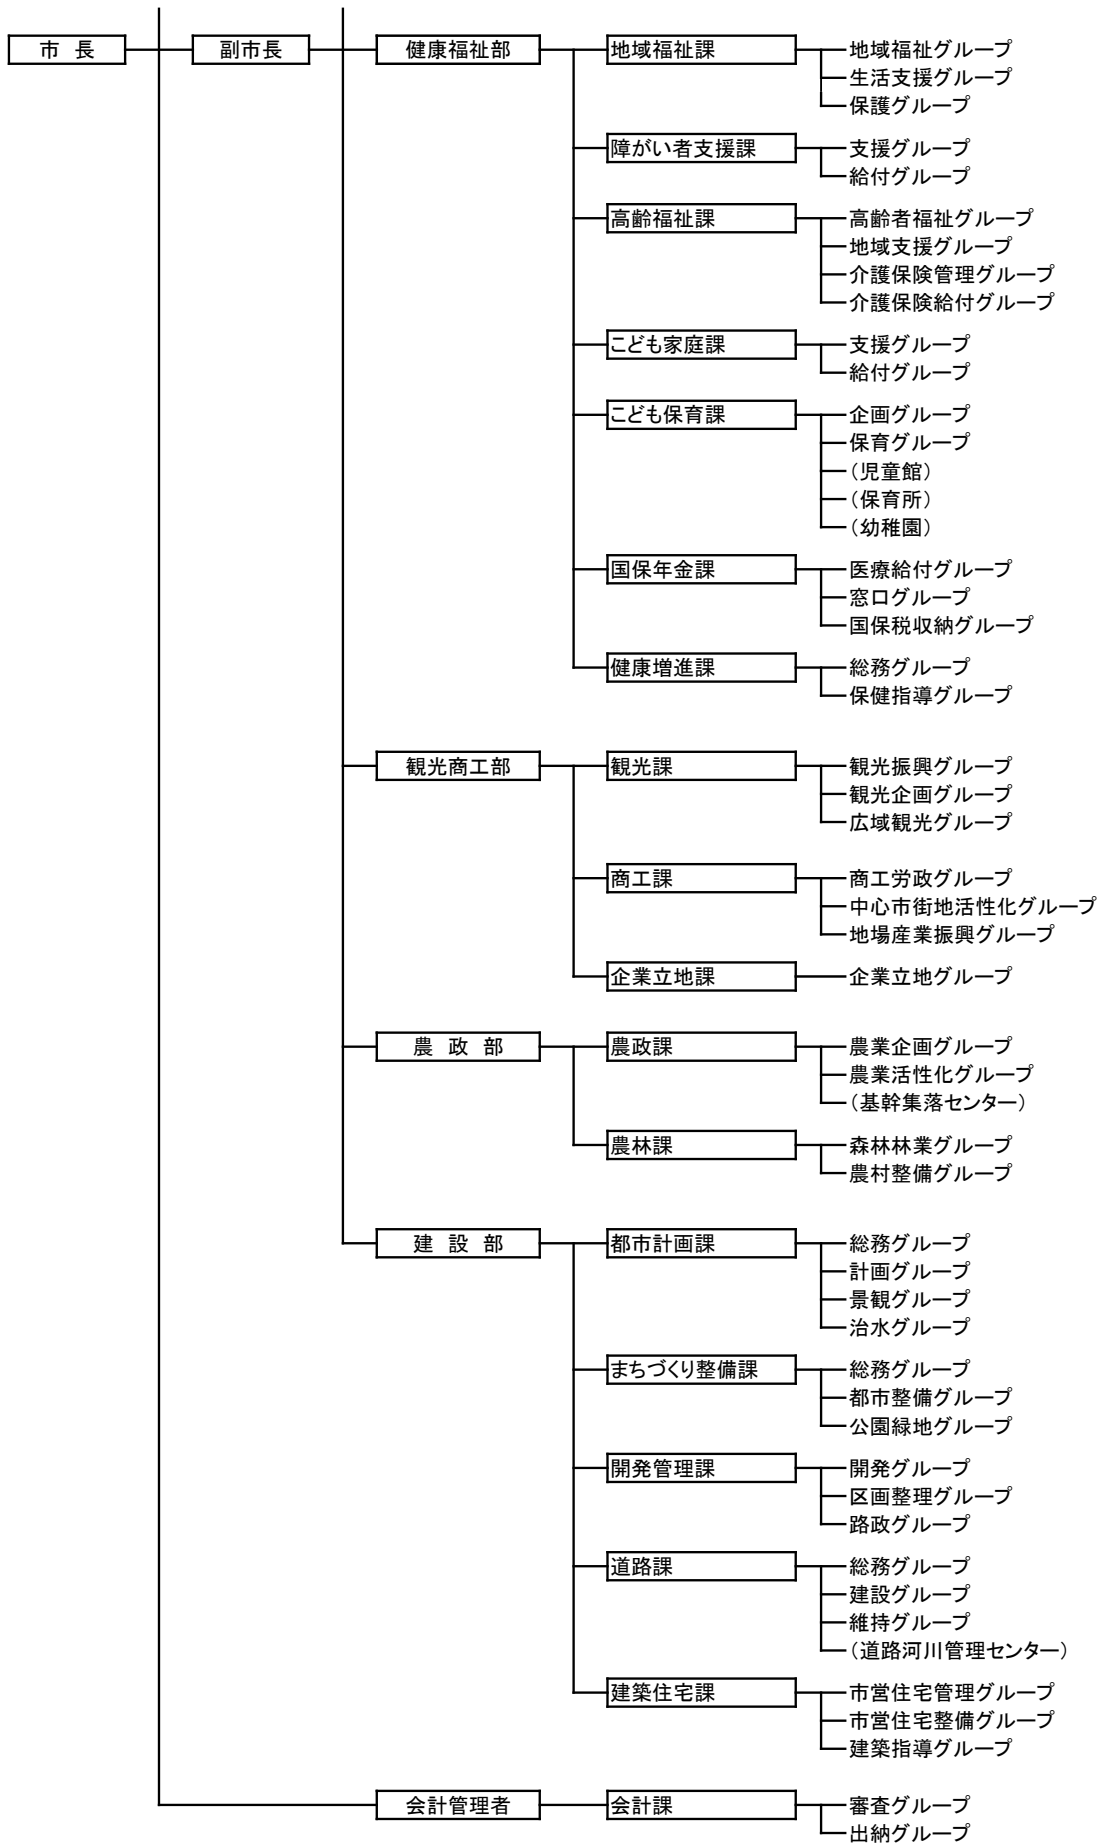 市 長 副市長 健康福祉部 地域福祉課 地域福祉グループ
生活支援グループ
保護グループ
障がい者支援課 支援グループ
給付グループ
高齢福祉課 高齢者福祉グループ
地域支援グループ
介護保険管理グループ
介護保険給付グループ
こども家庭課 支援グループ
給付グループ
こども保育課 企画グループ
保育グループ
（児童館）
（保育所）
（幼稚園）
国保年金課 医療給付グループ
窓口グループ
国保税収納グループ
健康増進課 総務グループ
保健指導グループ
観光商工部 観光課 観光振興グループ
観光企画グループ
広域観光グループ
商工課 商工労政グループ
中心市街地活性化グループ
地場産業振興グループ
企業立地課 企業立地グループ
農 政 部 農政課 農業企画グループ
農業活性化グループ
（基幹集落センター）
農林課 森林林業グループ
農村整備グループ
建 設 部 都市計画課 総務グループ
計画グループ
景観グループ
治水グループ
まちづくり整備課 総務グループ
都市整備グループ
公園緑地グループ
開発管理課 開発グループ
区画整理グループ
路政グループ
道路課 総務グループ
建設グループ
維持グループ
（道路河川管理センター）
建築住宅課 市営住宅管理グループ
市営住宅整備グループ
建築指導グループ
会計管理者 会計課 審査グループ
出納グループ